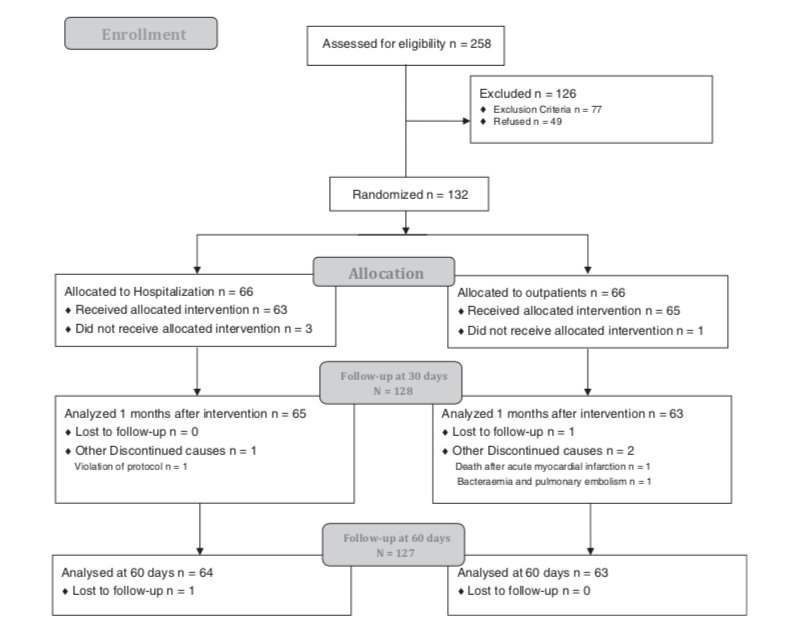 Enrollment
Assessed for eligibility n = 258
Excluded n = 126
♦ Exclusion Criteria n = 77
♦ Refused n = 49
Randomized n = 132
Allocation
Allocated to Hospitalization n = 66
♦ Received allocated intervention n = 63
♦ Did not receive allocated intervention n = 3
Allocated to outpatients n = 66
♦ Received allocated intervention n = 65
♦ Did not receive allocated intervention n = 1
Follow-up at 30 days
N = 128
Analyzed 1 months after intervention n = 65
♦ Lost to follow-up n = 0
♦ Other Discontinued causes n = 1
Violation of protocol n = 1
Analyzed 1 months after intervention n = 63
♦ Lost to follow-up n = 1
♦ Other Discontinued causes n = 2
Death after acute myocardial infarction n = 1
Bacteraemia and pulmonary embolism n = 1
Follow-up at 60 days
N = 127
Analysed at 60 days n = 64
♦ Lost to follow-up n = 1
Analysed at 60 days n = 63
♦ Lost to follow-up n = 0